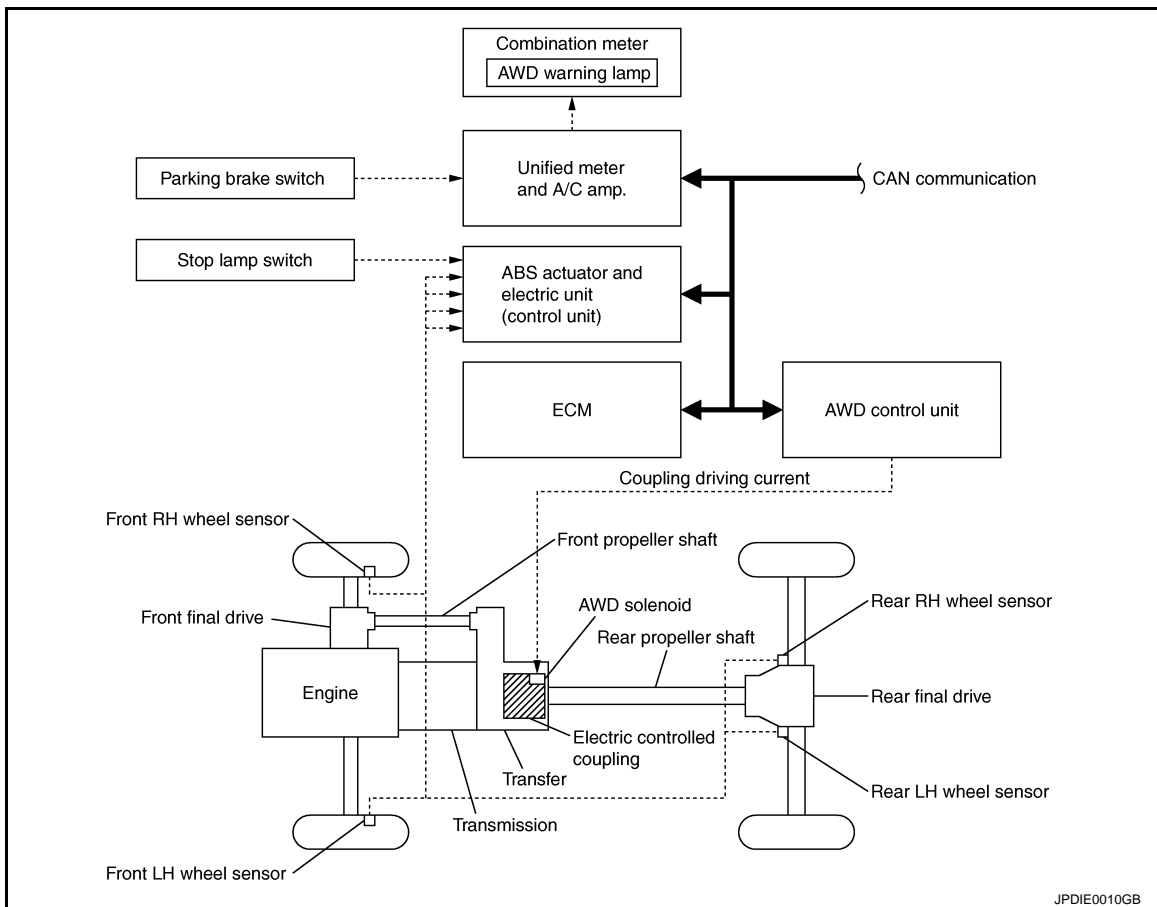 Combination meter
AWD warning lamp
Parking brake switch
Unified meter
and A/C amp.
CAN communication
Stop lamp switch
ABS actuator and
electric unit
(control unit)
ECM
AWD control unit
Coupling driving current
Front RH wheel sensor
Front propeller shaft
AWD solenoid
Rear RH wheel sensor
Front final drive
Rear propeller shaft
Engine
Rear final drive
Electric controlled
coupling
Transfer
Rear LH wheel sensor
Transmission
Front LH wheel sensor
JPDIE0010GB